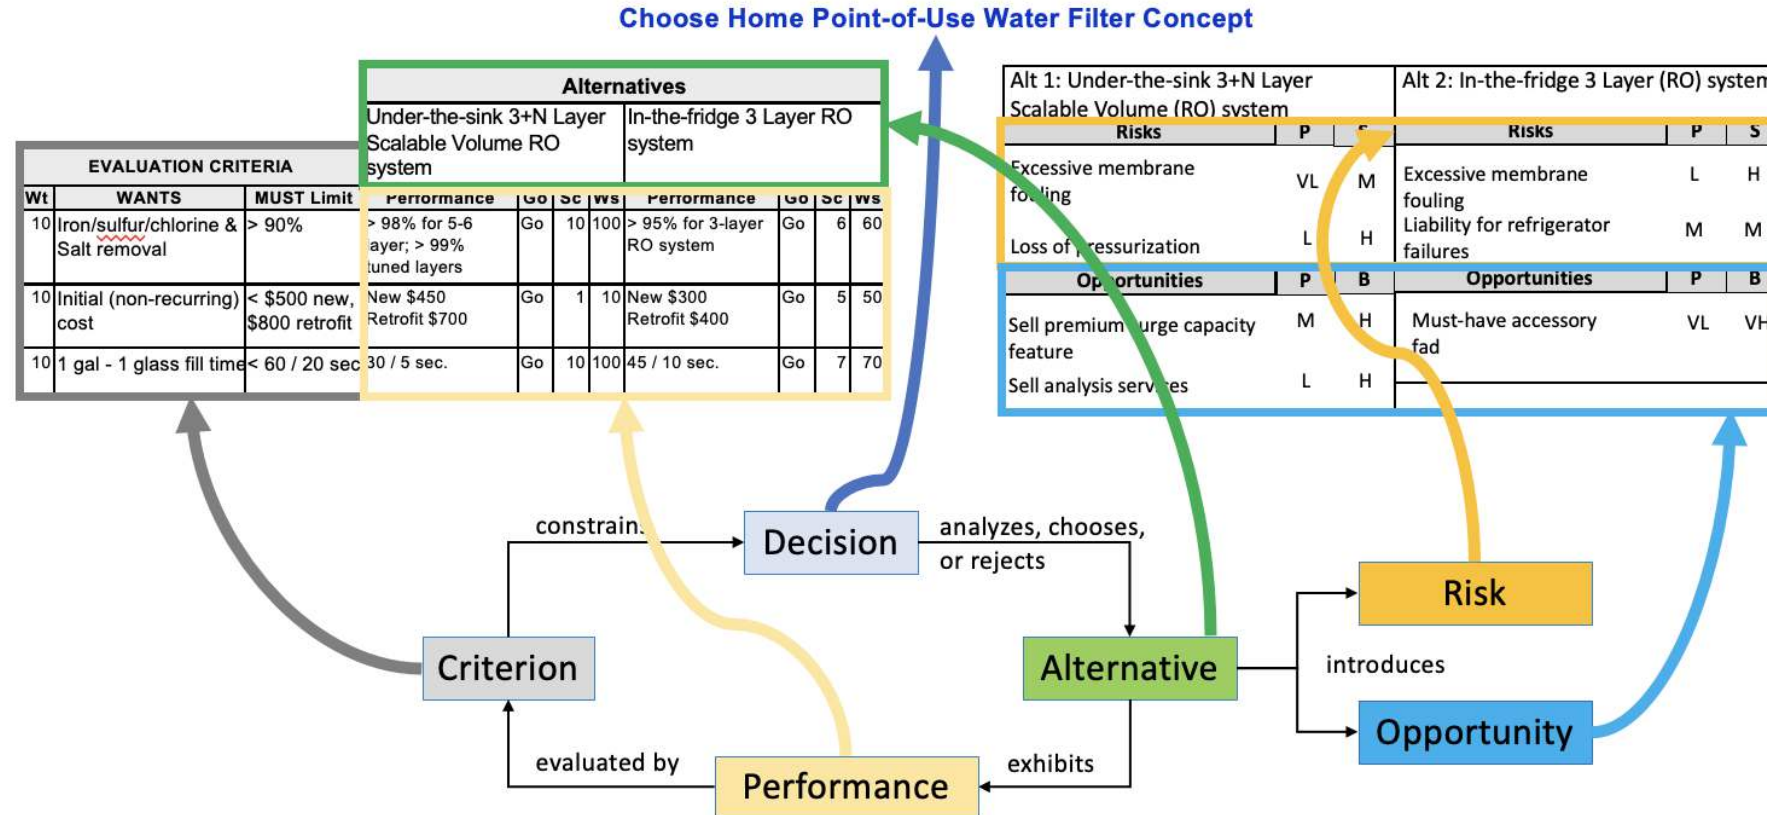 Choose Home Point-of-Use Water Filter Concept
Alternatives
Under-the-sink 3+N Layer
Scalable Volume RO
system
In-the-fridge 3 Layer RO
system
EVALUATION CRITERIA
Wt WANTS MUST Limit Performance Go Sc Ws Performance Go Sc Ws
10 Iron/sulfur/chlorine &
Salt removal
> 90%
> 98% for 5-6
layer; > 99%
tuned layers
Go 10 100
> 95% for 3-layer
RO system
Go 6 60
10 Initial (non-recurring)
cost
< $500 new,
$800 retrofit
New $450
Retrofit $700
Go 1 10
New $300
Retrofit $400
Go 5 50
10 1 gal - 1 glass fill time < 60 / 20 sec 30 / 5 sec. Go 10 100 45 / 10 sec. Go 7 70
Alt 1: Under-the-sink 3+N Layer
Scalable Volume (RO) system
Alt 2: In-the-fridge 3 Layer (RO) system
Risks P S Risks P S
Excessive membrane
fouling
VL M
Loss of pressurization L H
Excessive membrane
fouling
L H
Liability for refrigerator
failures
M M
Opportunities P B Opportunities P B
Sell premium surge capacity
feature
M H
Sell analysis services L H
Must-have accessory
fad
VL VH
constrains
Decision
analyzes, chooses,
or rejects
Risk
Criterion
Alternative
introduces
Opportunity
evaluated by
Performance
exhibits